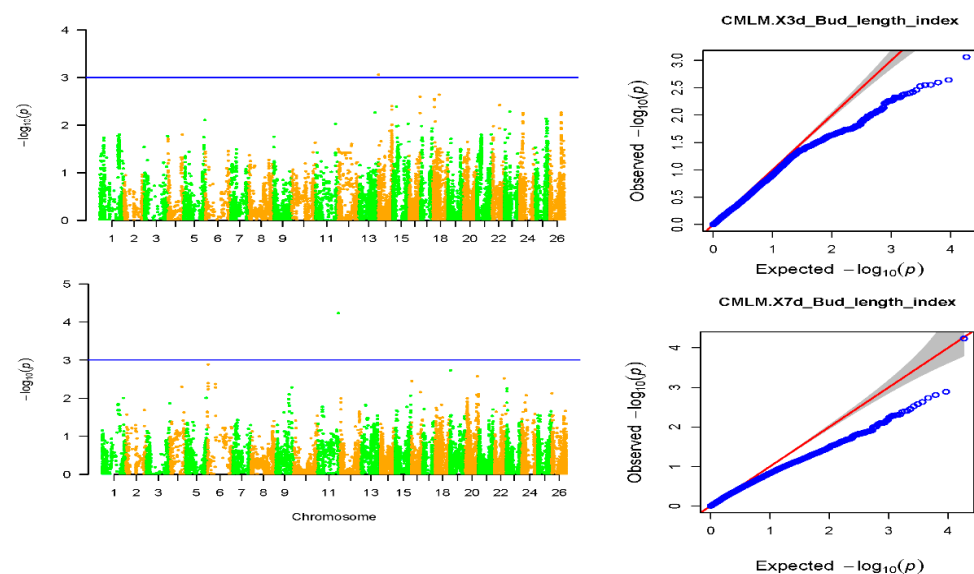 4
3
2
1
0
−log10(p)
1 2 3 5 7 8 9 11 13 15 18 20 22 24 26
CMLM.X3d_Bud_length_index
3.0
2.5
2.0
1.5
1.0
0.5
0.0
Observed −log10(p)
0 1 2 3 4
Expected −log10(p)
5
4
3
2
1
0
−log10(p)
1 2 3 5 6 8 9 11 13 15 18 20 22 24 26
Chromosome
CMLM.X7d_Bud_length_index
4
3
2
1
0
Observed −log10(p)
0 1 2 3 4
Expected −log10(p)